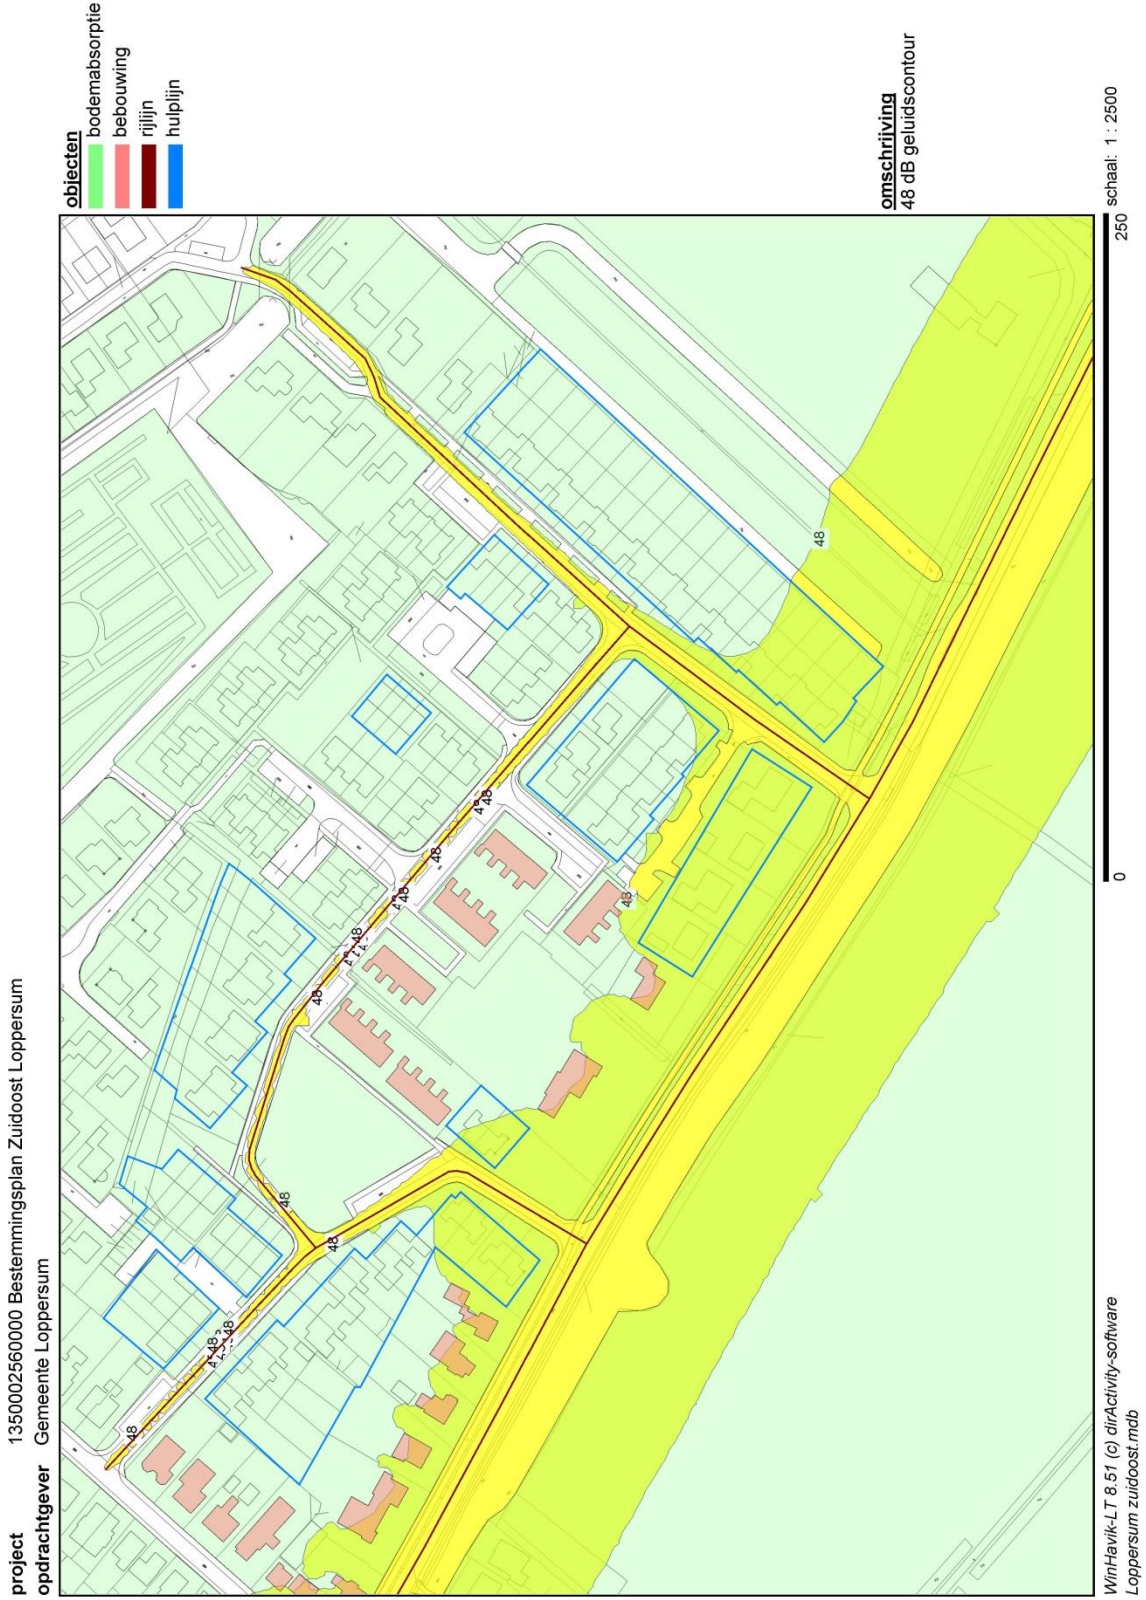 project 1350002560000 Bestemmingsplan Zuidoost Loppersum
opdrachtgever Gemeente Loppersum
objecten
bodemabsorptie
bebouwing
rijlijn
hulplijn
omschrijving
48 dB geluidscontour
48
48
48
48
48
48
48
48
48
48
48
0
250
schaal: 1 : 2500
WinHavik-LT 8.51 (c) dirActivity-software
Loppersum zuidoost.mdb